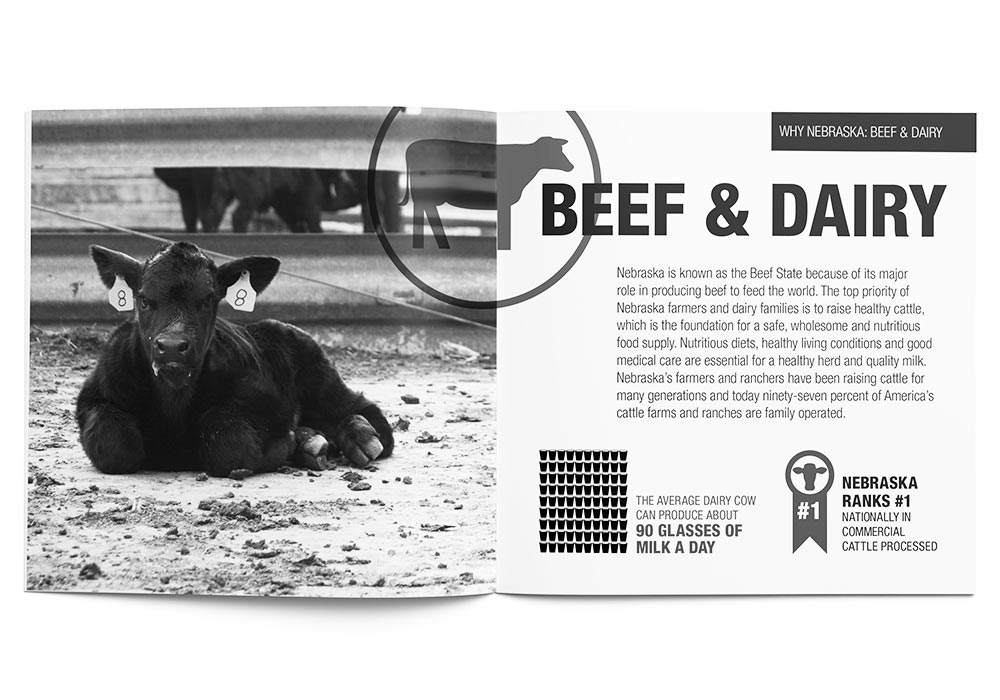 8
8
WHY NEBRASKA: BEEF & DAIRY
BEEF & DAIRY
Nebraska is known as the Beef State because of its major
role in producing beef to feed the world. The top priority of
Nebraska farmers and dairy families is to raise healthy cattle,
which is the foundation for a safe, wholesome and nutritious
food supply. Nutritious diets, healthy living conditions and good
medical care are essential for a healthy herd and quality milk.
Nebraska's farmers and ranchers have been raising cattle for
many generations and today ninety-seven percent of America's
cattle farms and ranches are family operated.
THE AVERAGE DAIRY COW
CAN PRODUCE ABOUT
90 GLASSES OF
MILK A DAY
#1
NEBRASKA
RANKS #1
NATIONALLY IN
COMMERCIAL
CATTLE PROCESSED